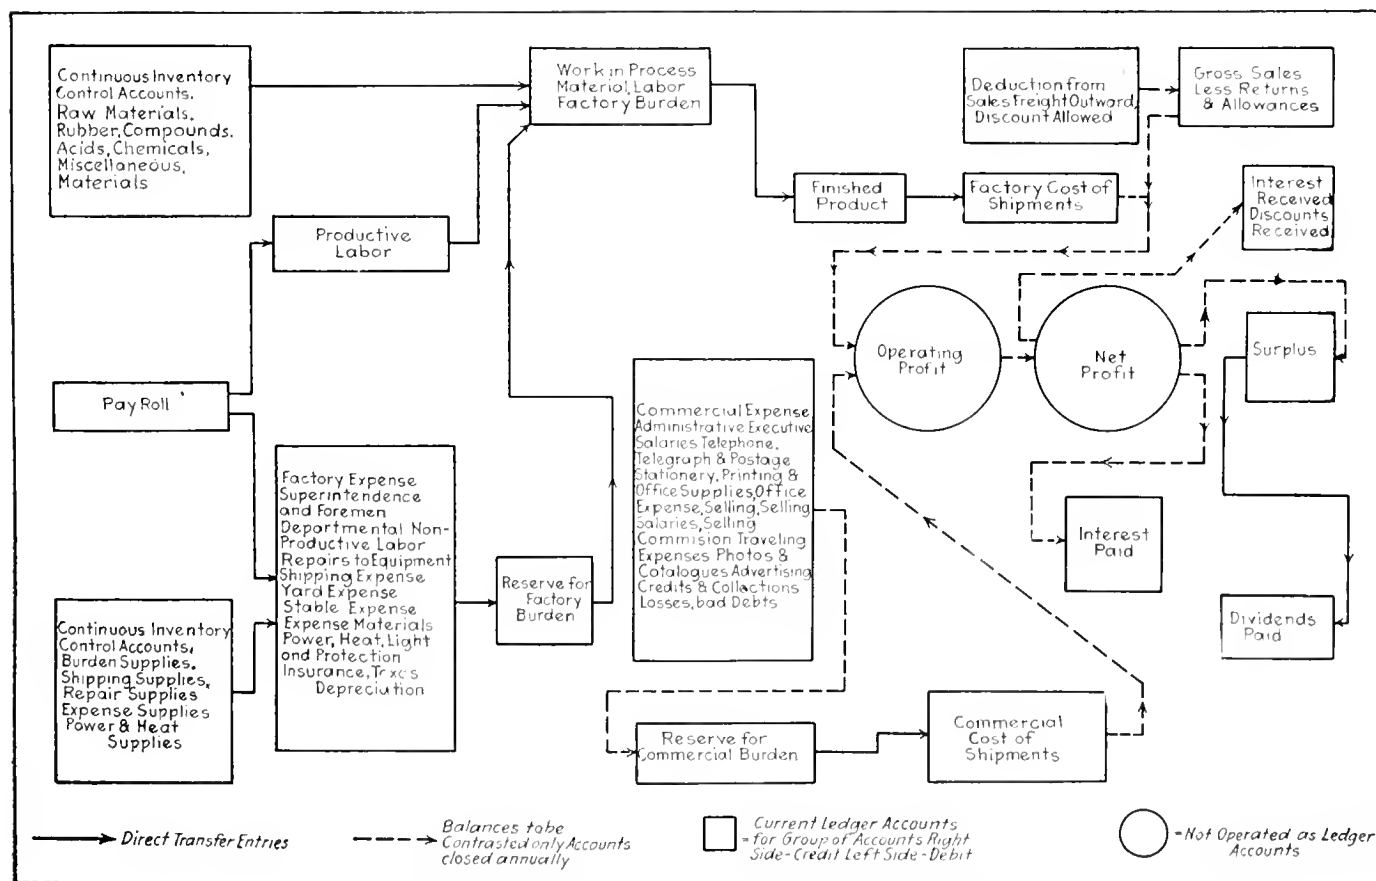 Continuous Inventory
Control Accounts.
Raw Materials.
Rubber, Compounds.
Acids, Chemicals,
Miscellaneous,
Materials
Work in Process
Material, Labor
Factory Burden
Deduction from
Sales Freight Outward,
Discount Allowed
Gross Sales
Less Returns
& Allowances
Finished
Product
Factory Cost of
Shipments
Interest
Received
Discounts
Received
Productive
Labor
Operating
Profit
Net
Profit
Surplus
Pay Roll
Factory Expense
Superintendence
and Foremen
Departmental Non-
Productive Labor
Repairs to Equipment
Shipping Expense
Yard Expense
Stable Expense
Expense Materials
Power, Heat, Light
and Protection
Insurance, Taxes
Depreciation
Reserve for
Factory
Burden
Commercial Expense
Administrative Executive
Salaries Telephone.
Telegraph & Postage
Stationery, Printing &
Office Supplies, Office
Expense, Selling, Selling
Salaries, Selling
Commision Traveling
Expenses Photos &
Catalogues Advertising
Credits & Collections
Losses, bad Debts
Interest
Paid
Dividends
Paid
Continuous Inventory
Control Accounts,
Burden Supplies.
Shipping Supplies,
Repair Supplies
Expense Supplies
Power & Heat
Supplies
Reserve for
Commercial Burden
Commercial
Cost of
Shipments
Direct Transfer Entries
Balances to be
Contrasted only Accounts
closed annually
Current Ledger Accounts
= for Group of Accounts Right
Side-Credit Left Side-Debit
=Not Operated as Ledger
Accounts